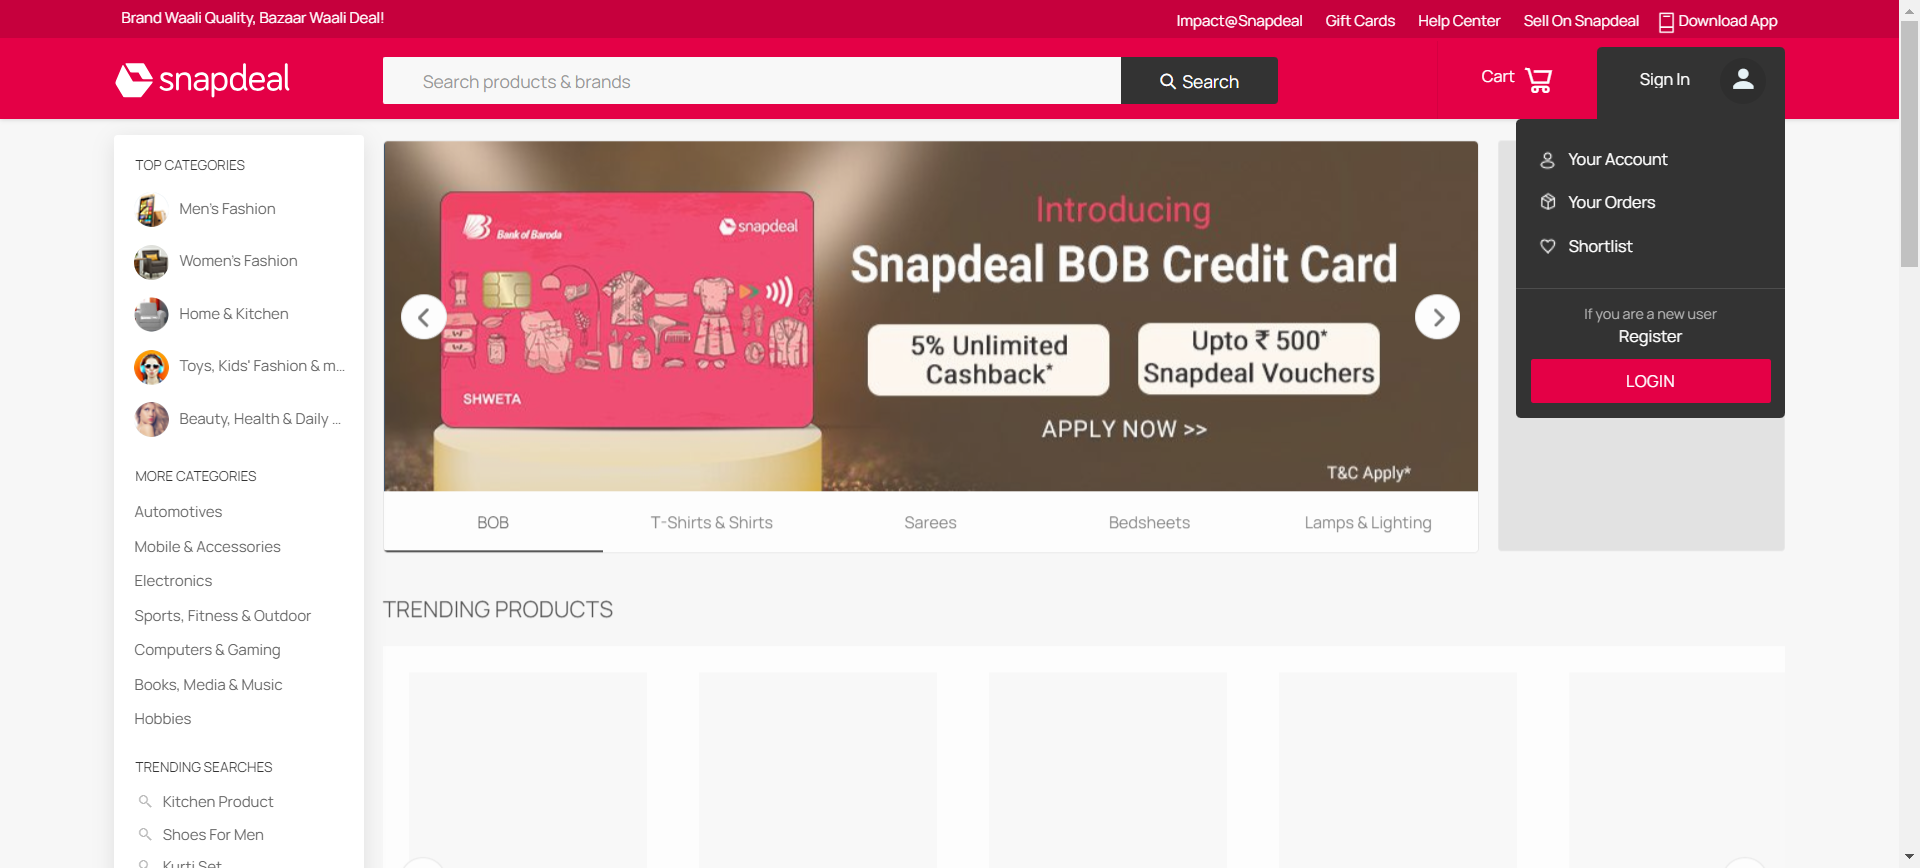 Brand Waali Quality, Bazaar Waali Deal!
Impact@Snapdeal
Gift Cards
Help Center
Sell On Snapdeal
Download App
snapdeal
Search products & brands
Search
Cart
Sign In
Your Account
Your Orders
Shortlist
If you are a new user
Register
LOGIN
TOP CATEGORIES
Men's Fashion
Women's Fashion
Home & Kitchen
Toys, Kids' Fashion & m...
Beauty, Health & Daily ...
MORE CATEGORIES
Automotives
Mobile & Accessories
Electronics
Sports, Fitness & Outdoor
Computers & Gaming
Books, Media & Music
Hobbies
TRENDING SEARCHES
Kitchen Product
Shoes For Men
Kurti Set
Bank of Baroda
snapdeal
SHWETA
Introducing
Snapdeal BOB Credit Card
5% Unlimited
Cashback*
Upto ₹ 500*
Snapdeal Vouchers
APPLY NOW >>
T&C Apply*
BOB
T-Shirts & Shirts
Sarees
Bedsheets
Lamps & Lighting
TRENDING PRODUCTS